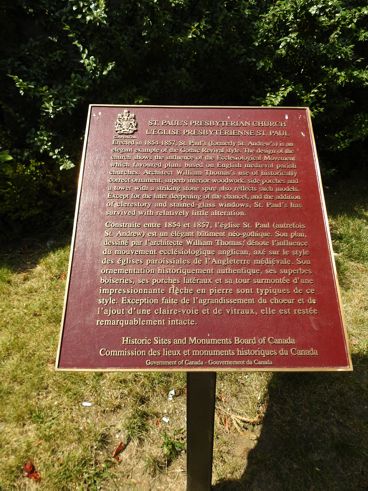 ST. PAUL'S PRESBYTERIAN CHURCH
L'ÉGLISE PRESBYTÉRIENNE ST. PAUL
Erected in 1854-1857, St. Paul's (formerly St. Andrew's) is an
elegant example of the Gothic Revival style. The design of the
church shows the influence of the Ecclesiological Movement
which favoured plans based on English medieval parish
churches. Architect William Thomas's use of historically
correct ornament, superb interior woodwork, side porches and
a tower with a striking stone spire also reflects such models.
Except for the later deepening of the chancel, and the addition
of clerestory and stained-glass windows, St. Paul's has
survived with relatively little alteration.
Construite entre 1854 et 1857, l'église St. Paul (autrefois
St. Andrew) est un élégant bâtiment néo-gothique. Son plan,
dessiné par l'architecte William Thomas, dénote l'influence
du mouvement ecclésiologique anglican, axé sur le style
des églises paroissiales de l'Angleterre médiévale. Son
ornementation historiquement authentique, ses superbes
boiseries, ses porches latéraux et sa tour surmontée d'une
impressionnante flèche en pierre sont typiques de ce
style. Exception faite de l'agrandissement du choeur et de
l'ajout d'une claire-voie et de vitraux, elle est restée
remarquablement intacte.
Historic Sites and Monuments Board of Canada
Commission des lieux et monuments historiques du Canada
Government of Canada - Gouvernement du Canada